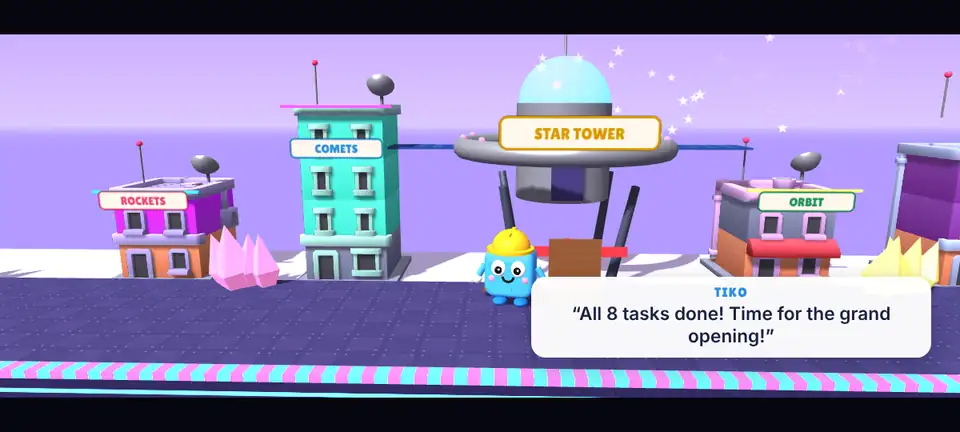 STAR TOWER
COMETS
ROCKETS
ORBIT
TIKO
“All 8 tasks done! Time for the grand
opening!”